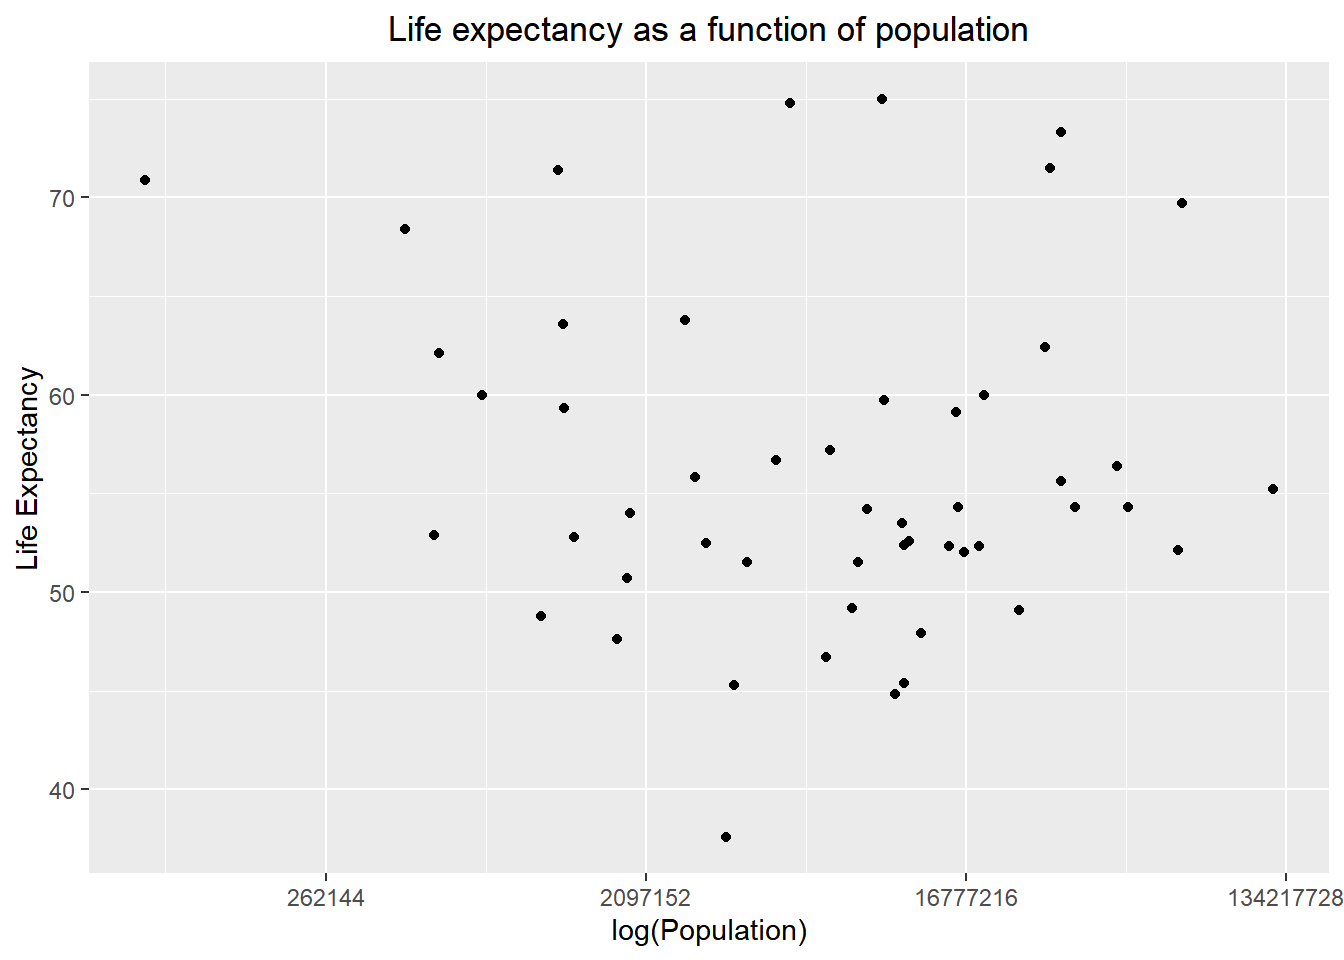 Life expectancy as a function of population
Life Expectancy
70
60
50
40
262144
2097152
16777216
134217728
log(Population)